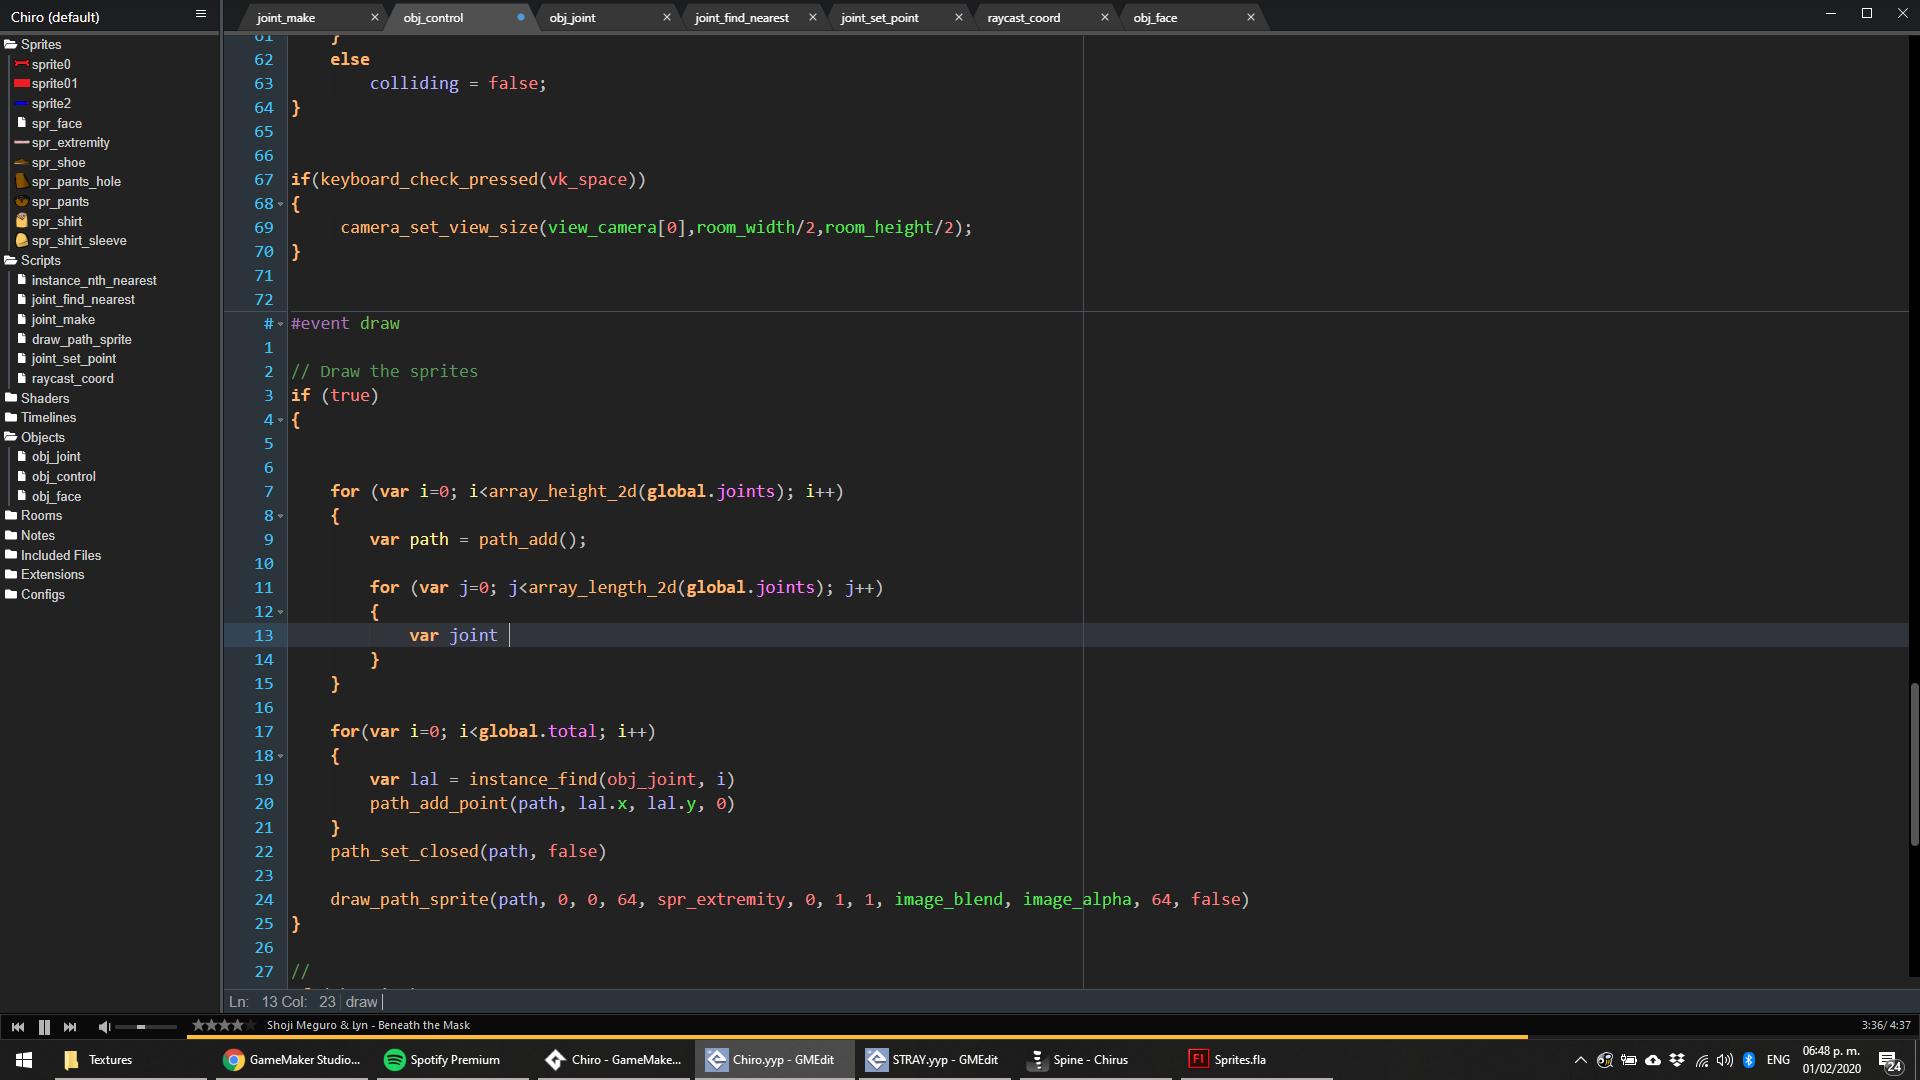 Chiro (default)
joint_make
obj_control
obj_joint
joint_find_nearest
joint_set_point
raycast_coord
obj_face
Sprites
sprite0
sprite01
sprite2
spr_face
spr_extremity
spr_shoe
spr_pants_hole
spr_pants
spr_shirt
spr_shirt_sleeve
Scripts
instance_nth_nearest
joint_find_nearest
joint_make
draw_path_sprite
joint_set_point
raycast_coord
Shaders
Timelines
Objects
obj_joint
obj_control
obj_face
Rooms
Notes
Included Files
Extensions
Configs
61 }
62 else
63 colliding = false;
64 }
65
66
67 if(keyboard_check_pressed(vk_space))
68 {
69 camera_set_view_size(view_camera[0],room_width/2,room_height/2);
70 }
71
72
# #event draw
1
2 // Draw the sprites
3 if (true)
4 {
5
6
7 for (var i=0; i<array_height_2d(global.joints); i++)
8 {
9 var path = path_add();
10
11 for (var j=0; j<array_length_2d(global.joints); j++)
12 {
13 var joint
14 }
15 }
16
17 for(var i=0; i<global.total; i++)
18 {
19 var lal = instance_find(obj_joint, i)
20 path_add_point(path, lal.x, lal.y, 0)
21 }
22 path_set_closed(path, false)
23
24 draw_path_sprite(path, 0, 0, 64, spr_extremity, 0, 1, 1, image_blend, image_alpha, 64, false)
25 }
26
27 //
Ln: 13 Col: 23 draw
Shoji Meguro & Lyn - Beneath the Mask
3:36/ 4:37
Textures
GameMaker Studio...
Spotify Premium
Chiro - GameMake...
Chiro.yyp - GMEdit
STRAY.yyp - GMEdit
Spine - Chirus
Fl
Sprites.fla
ENG
06:48 p. m.
01/02/2020
24